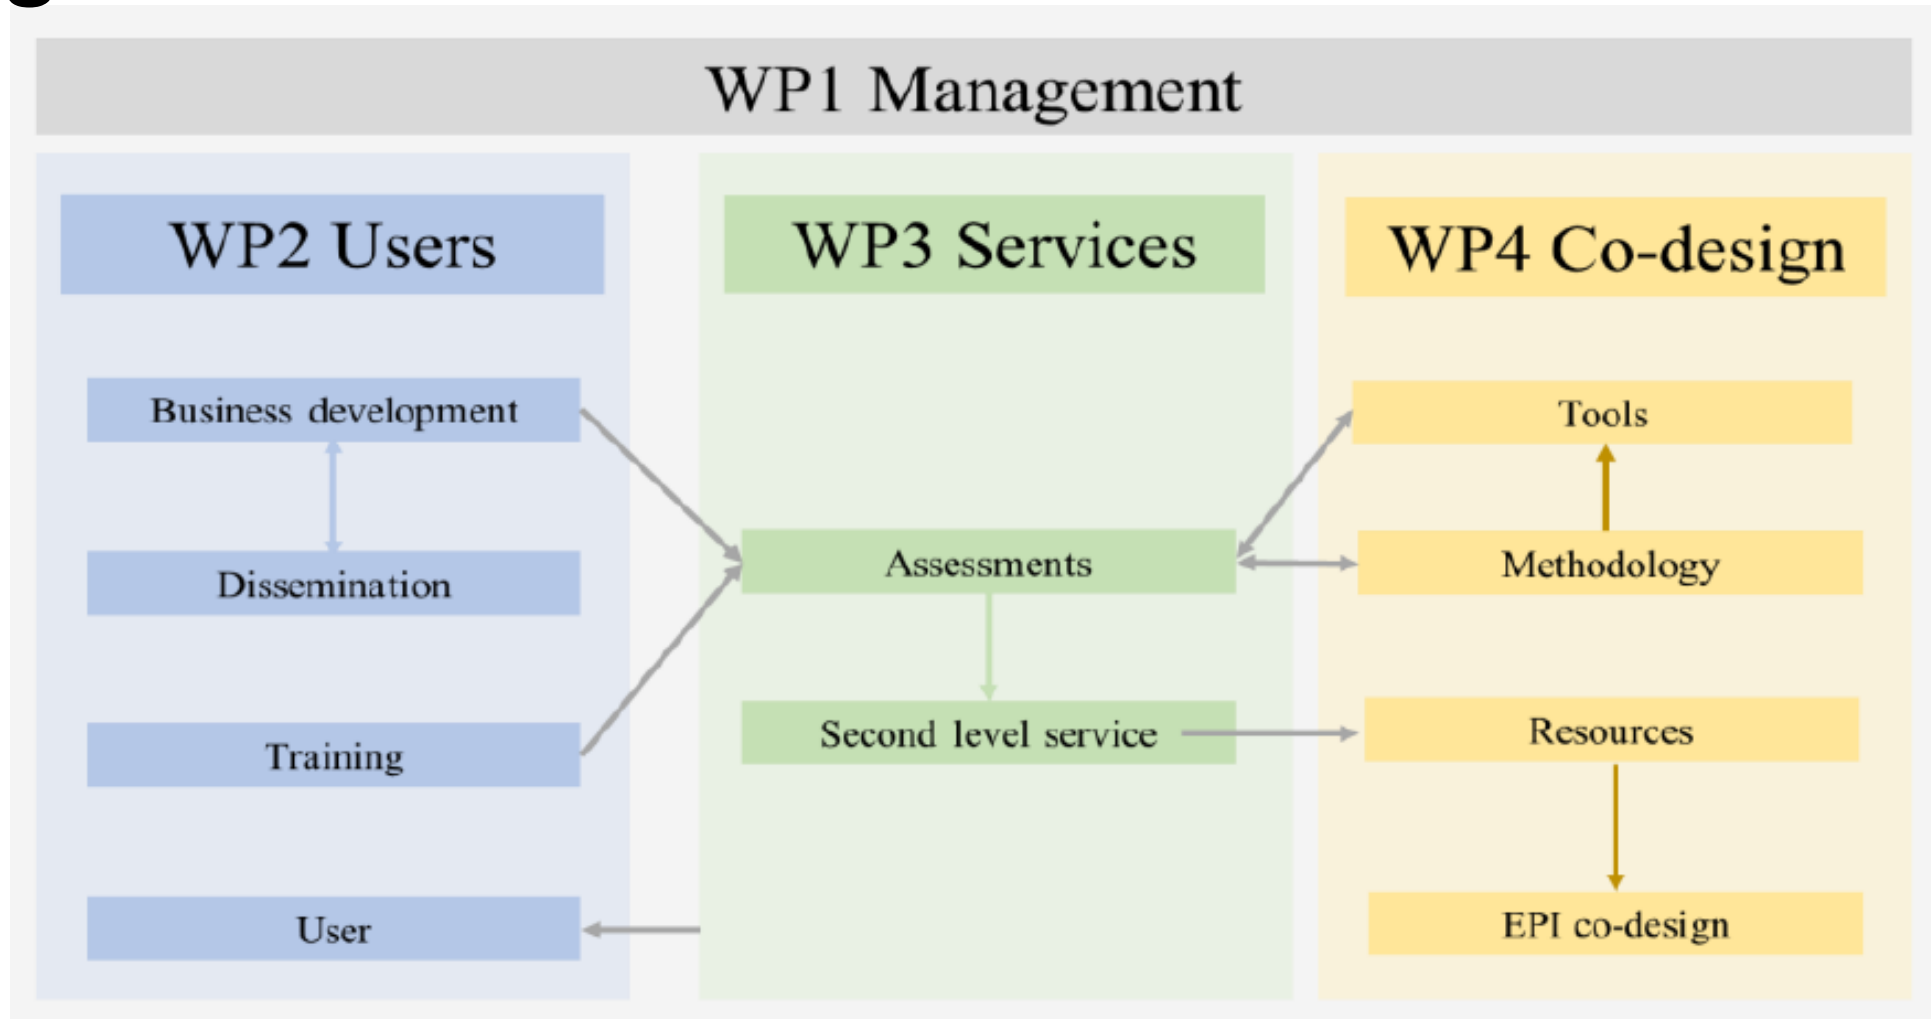 WP1 Management
WP2 Users
WP3 Services
WP4 Co-design
Business development
Dissemination
Training
User
Assessments
Second level service
Tools
Methodology
Resources
EPI co-design